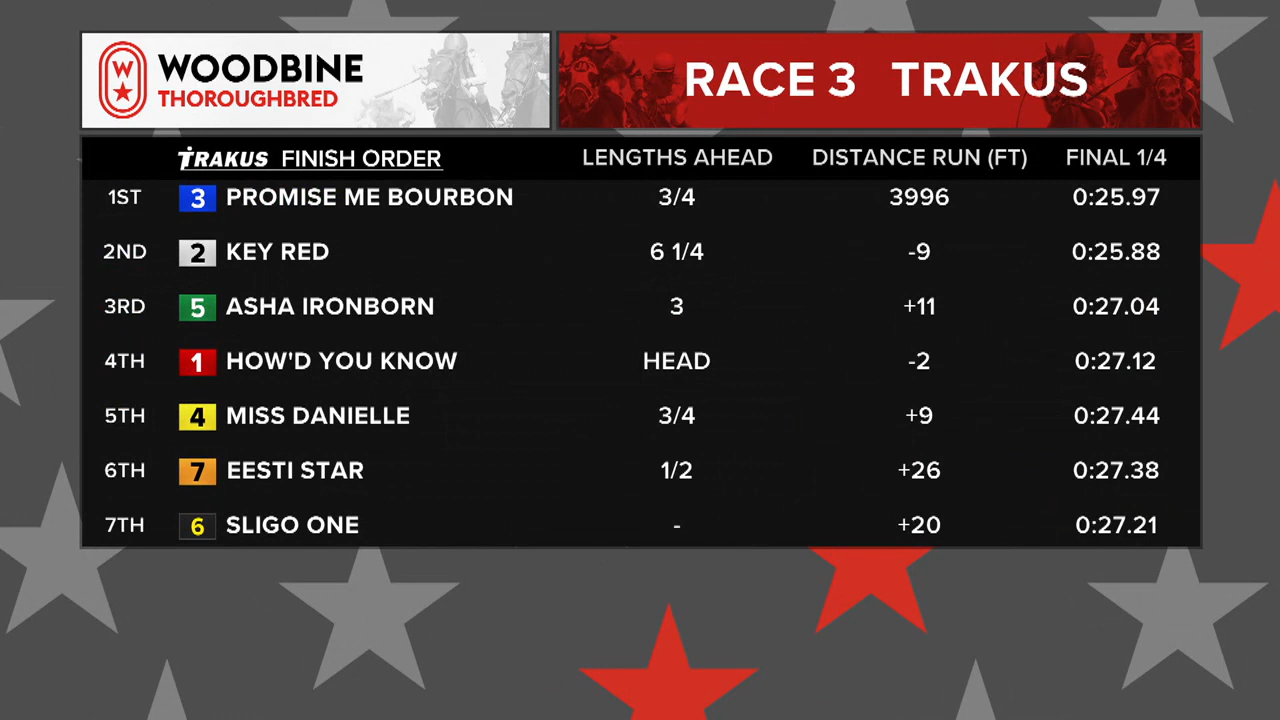 W
WOODBINE
THOROUGHBRED
RACE 3 TRAKUS
TRAKUS FINISH ORDER LENGTHS AHEAD DISTANCE RUN (FT) FINAL 1/4
1ST 3 PROMISE ME BOURBON 3/4 3996 0:25.97
2ND 2 KEY RED 6 1/4 -9 0:25.88
3RD 5 ASHA IRONBORN 3 +11 0:27.04
4TH 1 HOW'D YOU KNOW HEAD -2 0:27.12
5TH 4 MISS DANIELLE 3/4 +9 0:27.44
6TH 7 EESTI STAR 1/2 +26 0:27.38
7TH 6 SLIGO ONE - +20 0:27.21